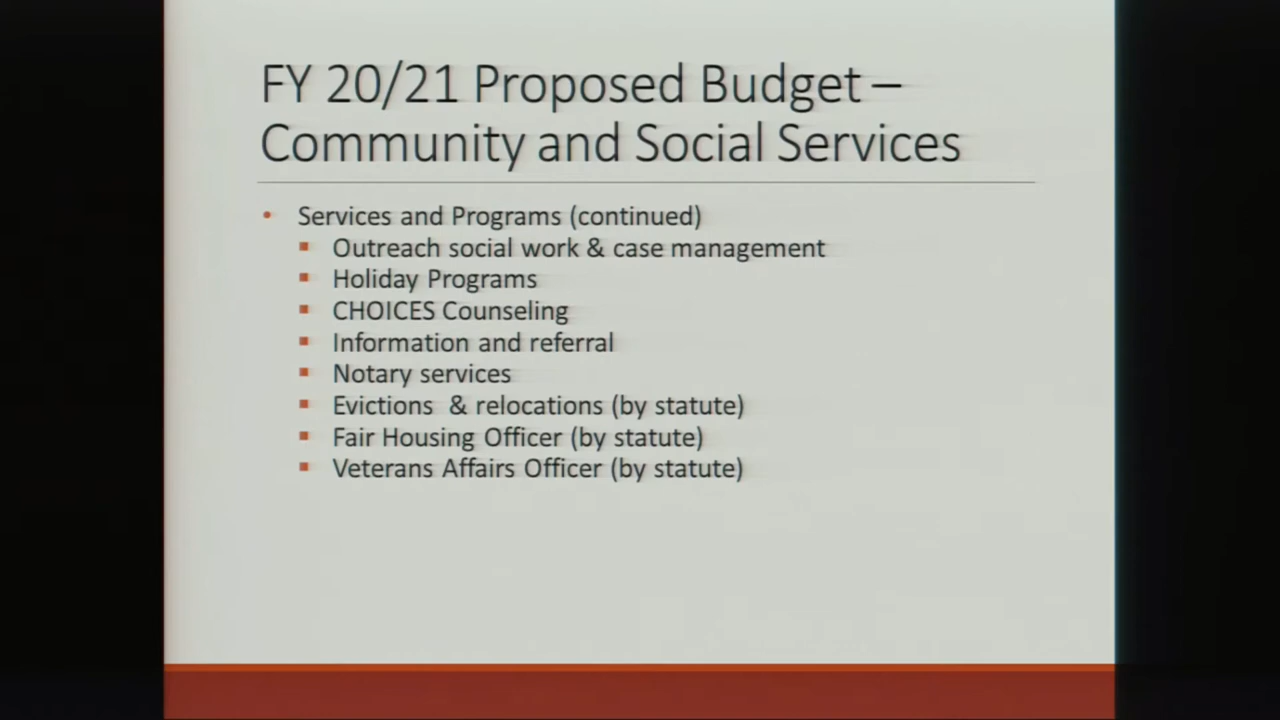 FY 20/21 Proposed Budget –
Community and Social Services
• Services and Programs (continued)
▪ Outreach social work & case management
▪ Holiday Programs
▪ CHOICES Counseling
▪ Information and referral
▪ Notary services
▪ Evictions & relocations (by statute)
▪ Fair Housing Officer (by statute)
▪ Veterans Affairs Officer (by statute)